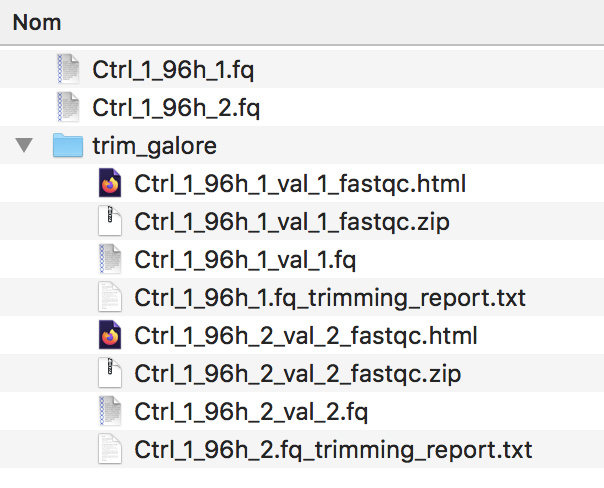 Nom
Ctrl_1_96h_1.fq
Ctrl_1_96h_2.fq
trim_galore
Ctrl_1_96h_1_val_1_fastqc.html
Ctrl_1_96h_1_val_1_fastqc.zip
Ctrl_1_96h_1_val_1.fq
Ctrl_1_96h_1.fq_trimming_report.txt
Ctrl_1_96h_2_val_2_fastqc.html
Ctrl_1_96h_2_val_2_fastqc.zip
Ctrl_1_96h_2_val_2.fq
Ctrl_1_96h_2.fq_trimming_report.txt